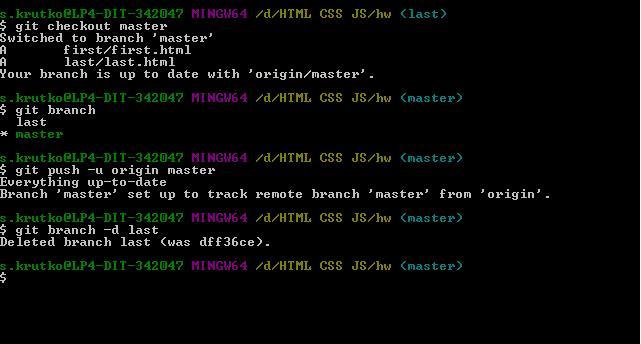 s.krutko@LP4-DIT-342047 MINGW64 /d/HTML CSS JS/hw (last)
$ git checkout master
Switched to branch 'master'
A       first/first.html
A       last/last.html
Your branch is up to date with 'origin/master'.
s.krutko@LP4-DIT-342047 MINGW64 /d/HTML CSS JS/hw (master)
$ git branch
  last
* master
s.krutko@LP4-DIT-342047 MINGW64 /d/HTML CSS JS/hw (master)
$ git push -u origin master
Everything up-to-date
Branch 'master' set up to track remote branch 'master' from 'origin'.
s.krutko@LP4-DIT-342047 MINGW64 /d/HTML CSS JS/hw (master)
$ git branch -d last
Deleted branch last (was dff36ce).
s.krutko@LP4-DIT-342047 MINGW64 /d/HTML CSS JS/hw (master)
$